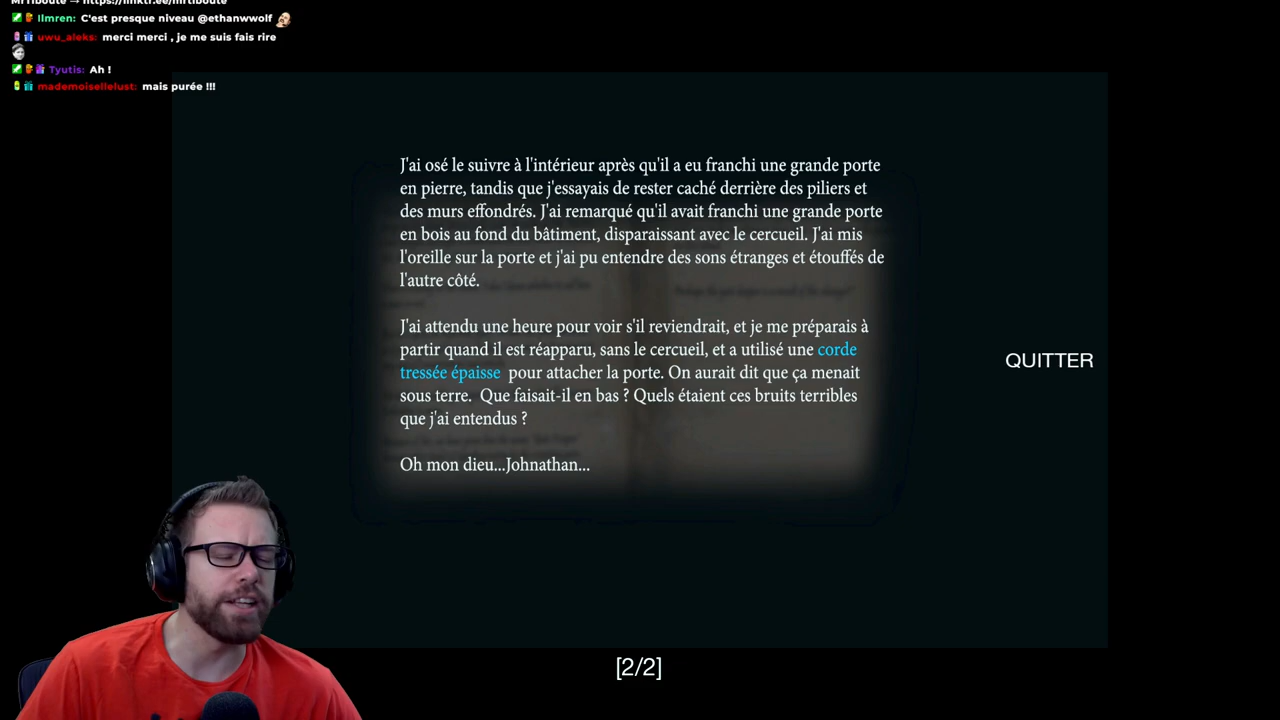 MrTiboute → https://linktr.ee/mrtiboute
Ilmren: C'est presque niveau @ethanwwolf
uwu_aleks: merci merci , je me suis fais rire
Tyutis: Ah !
mademoisellelust: mais purée !!!
J'ai osé le suivre à l'intérieur après qu'il a eu franchi une grande porte
en pierre, tandis que j'essayais de rester caché derrière des piliers et
des murs effondrés. J'ai remarqué qu'il avait franchi une grande porte
en bois au fond du bâtiment, disparaissant avec le cercueil. J'ai mis
l'oreille sur la porte et j'ai pu entendre des sons étranges et étouffés de
l'autre côté.
J'ai attendu une heure pour voir s'il reviendrait, et je me préparais à
partir quand il est réapparu, sans le cercueil, et a utilisé une corde
tressée épaisse pour attacher la porte. On aurait dit que ça menait
sous terre. Que faisait-il en bas ? Quels étaient ces bruits terribles
que j'ai entendus ?
Oh mon dieu...Johnathan...
QUITTER
[2/2]